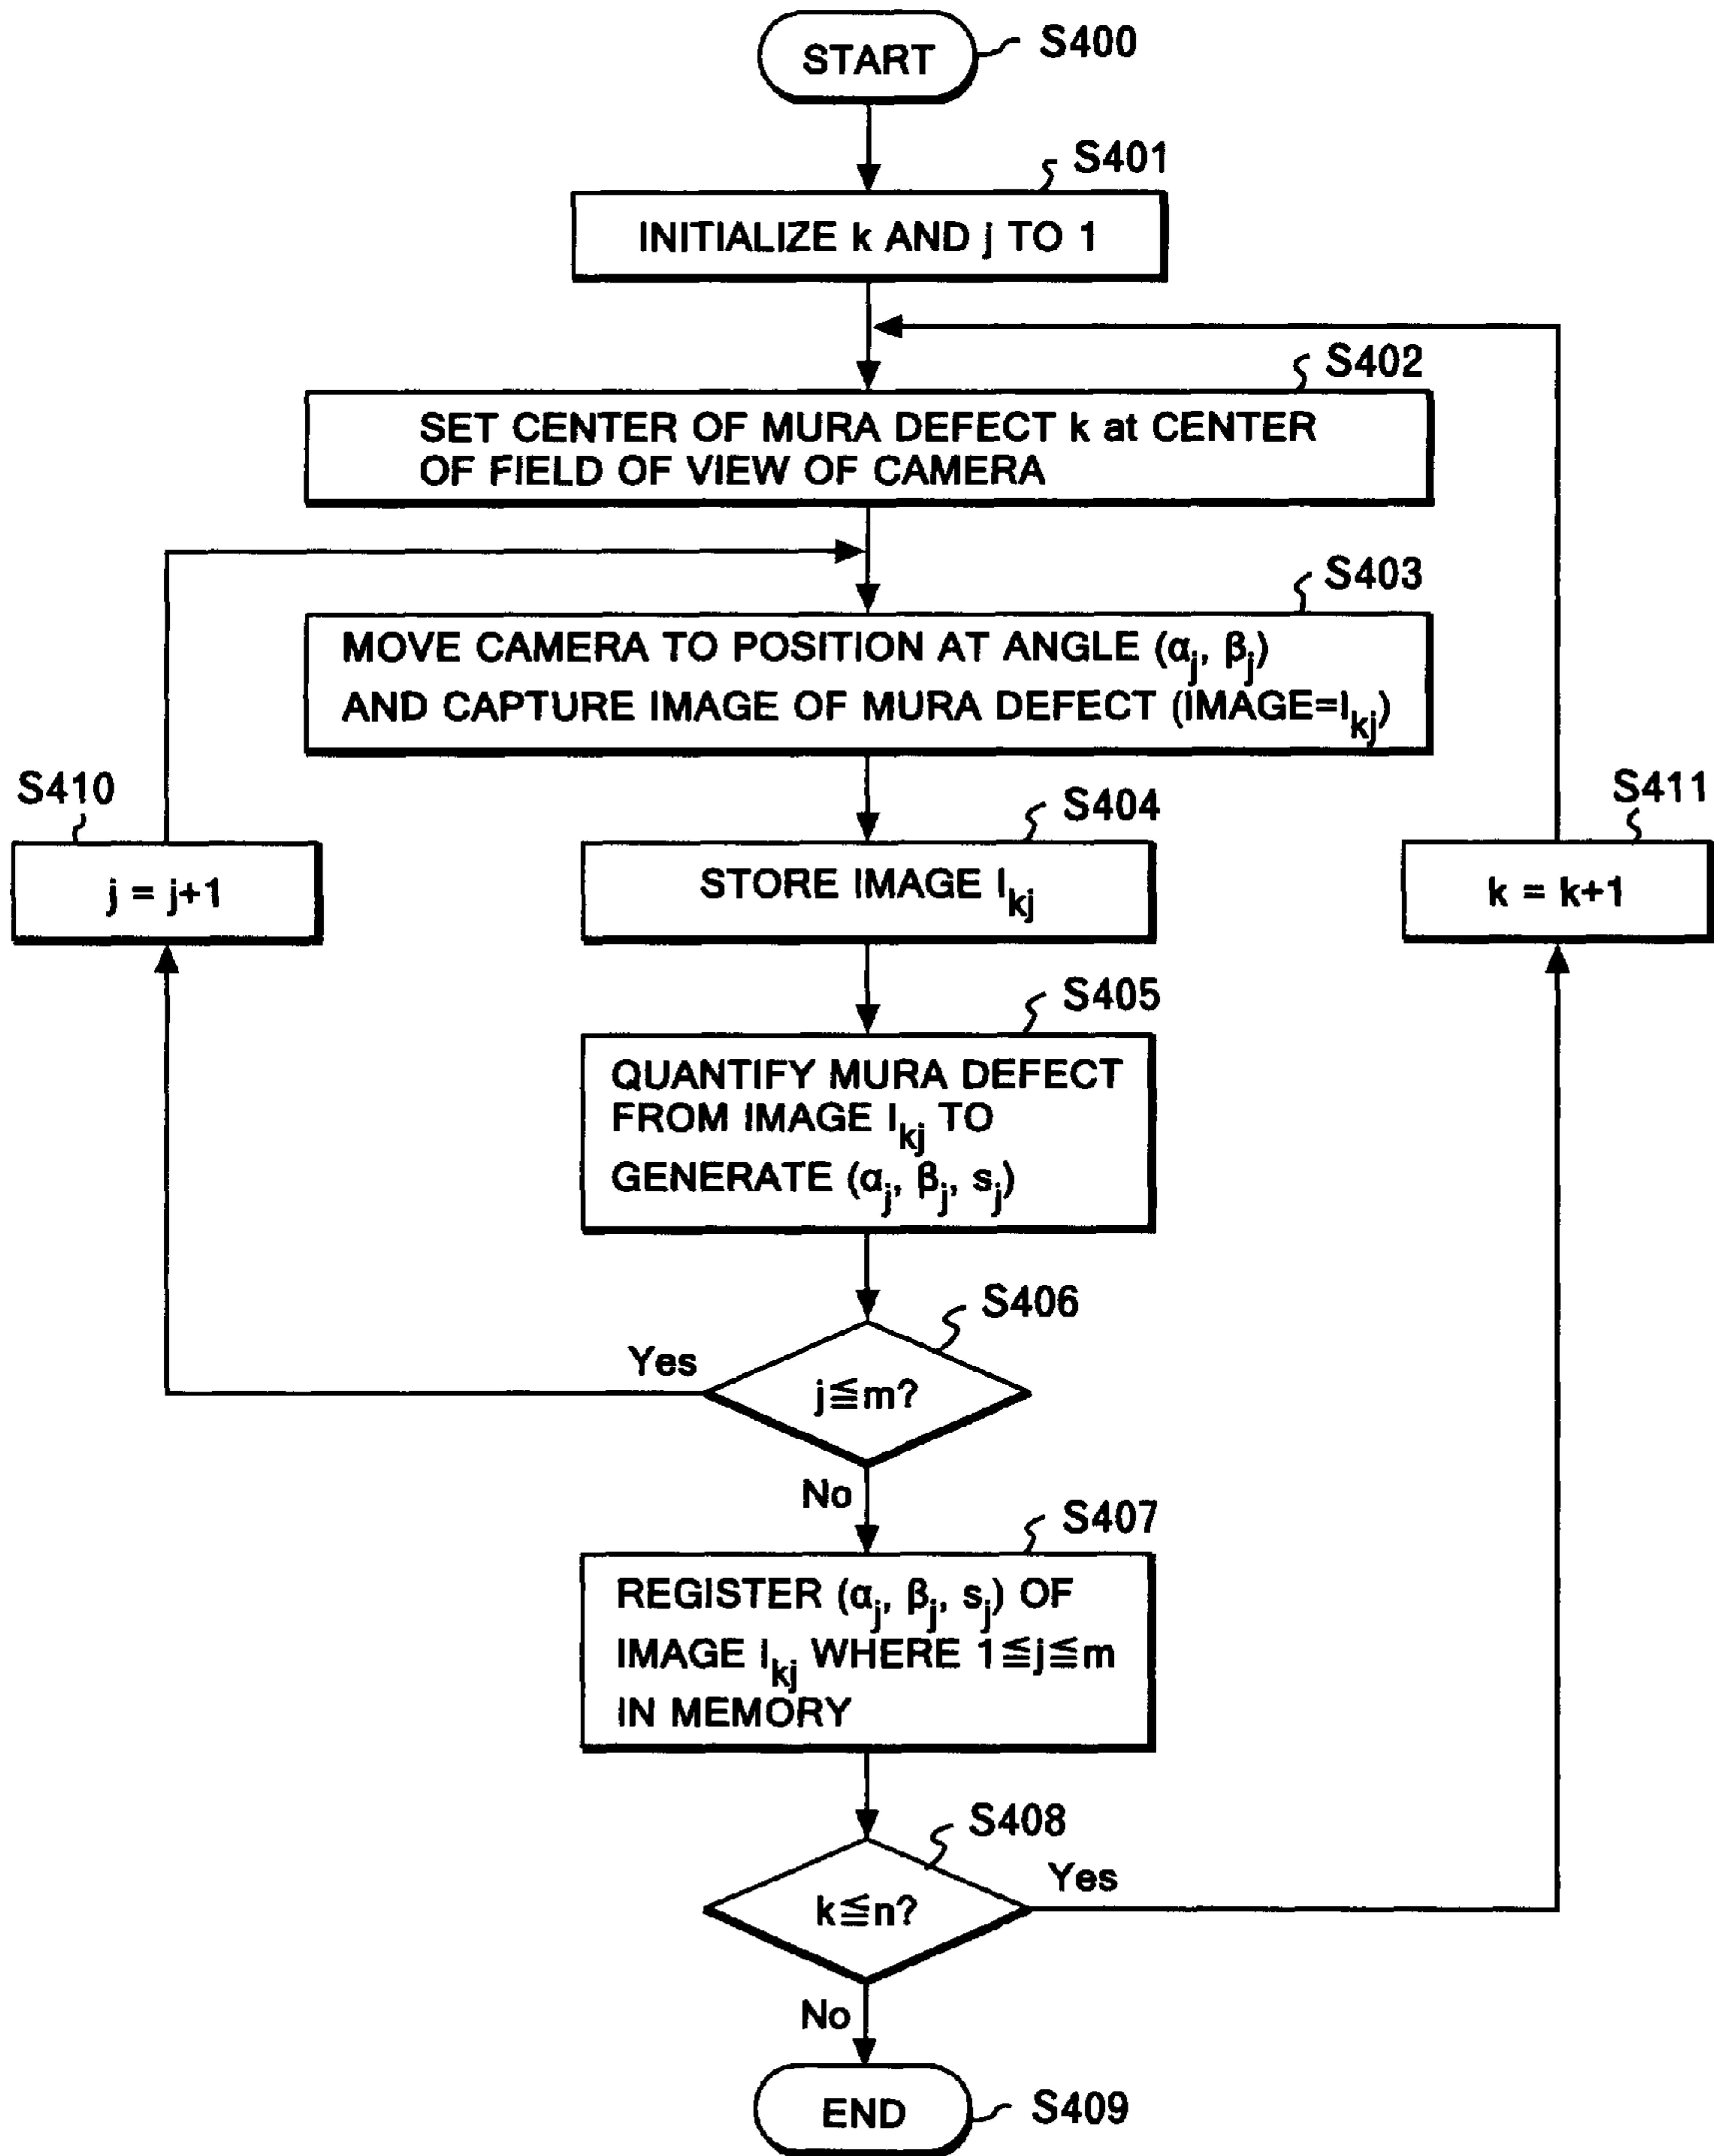 START
S400
S401
INITIALIZE k AND j TO 1
S402
SET CENTER OF MURA DEFECT k at CENTER
OF FIELD OF VIEW OF CAMERA
S403
MOVE CAMERA TO POSITION AT ANGLE (αj, βj)
AND CAPTURE IMAGE OF MURA DEFECT (IMAGE=Ikj)
S410
j = j+1
S404
STORE IMAGE Ikj
S411
k = k+1
S405
QUANTIFY MURA DEFECT
FROM IMAGE Ikj TO
GENERATE (αj, βj, sj)
S406
Yes
j≦m?
No
S407
REGISTER (αj, βj, sj) OF
IMAGE Ikj WHERE 1≦j≦m
IN MEMORY
S408
k≦n?
Yes
No
END
S409